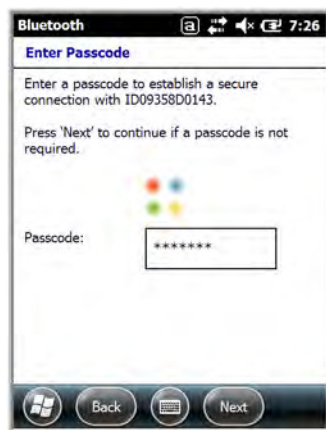 Bluetooth a 7:26
Enter Passcode
Enter a passcode to establish a secure
connection with ID09358D0143.
Press 'Next' to continue if a passcode is not
required.
Passcode: *******
Back Next